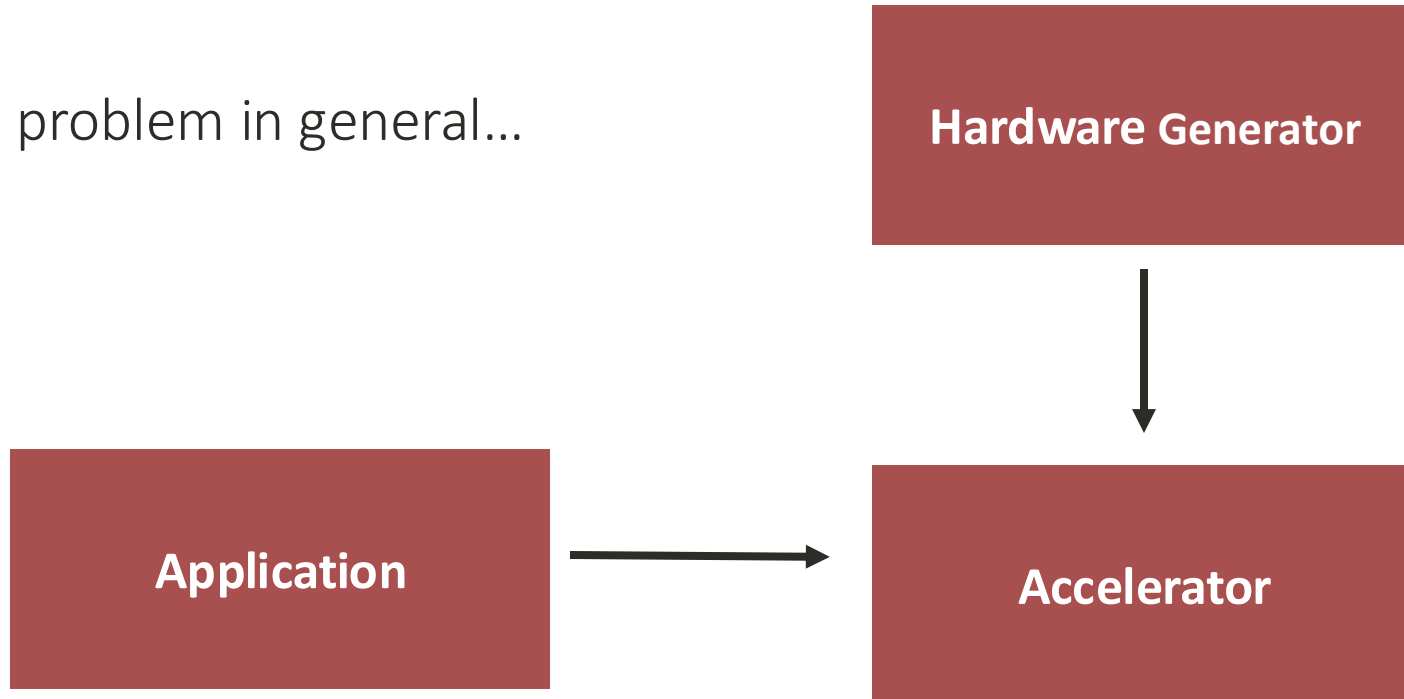 problem in general…
Hardware Generator
Application
Accelerator